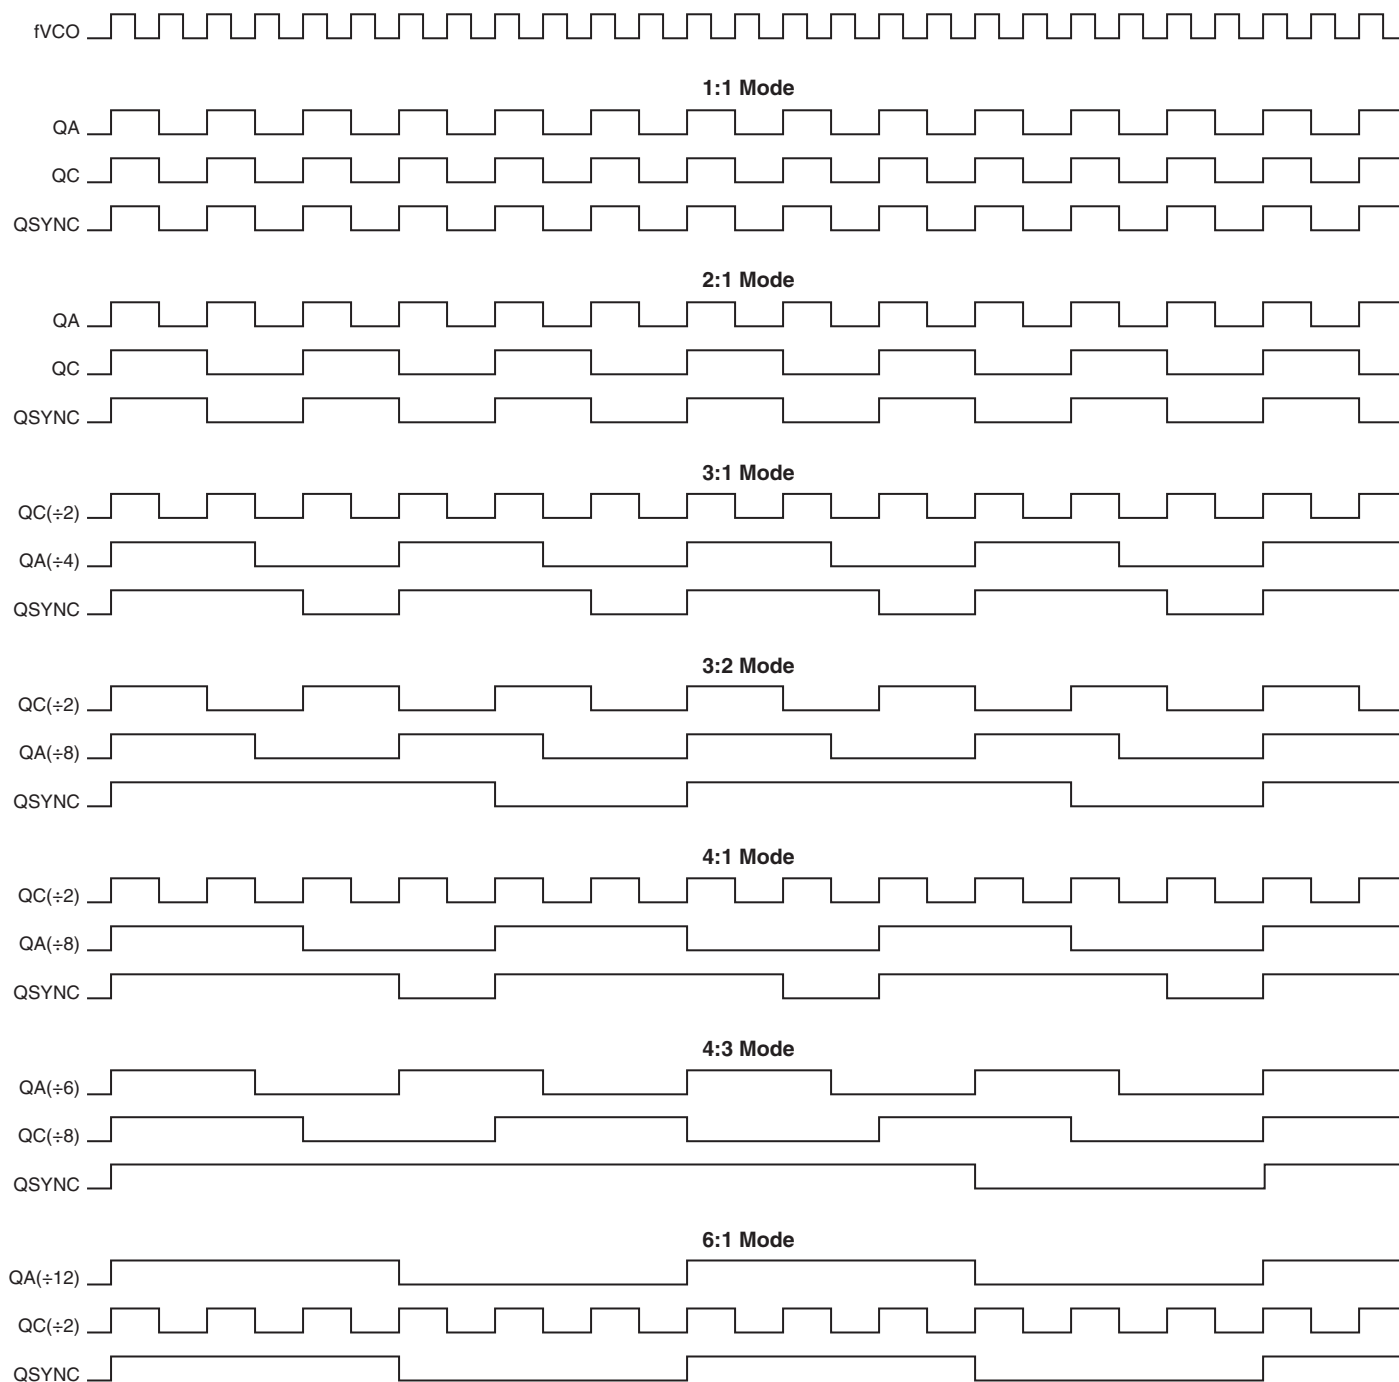 fVCO
1:1 Mode
QA
QC
QSYNC
2:1 Mode
QA
QC
QSYNC
3:1 Mode
QC(÷2)
QA(÷4)
QSYNC
3:2 Mode
QC(÷2)
QA(÷8)
QSYNC
4:1 Mode
QC(÷2)
QA(÷8)
QSYNC
4:3 Mode
QA(÷6)
QC(÷8)
QSYNC
6:1 Mode
QA(÷12)
QC(÷2)
QSYNC